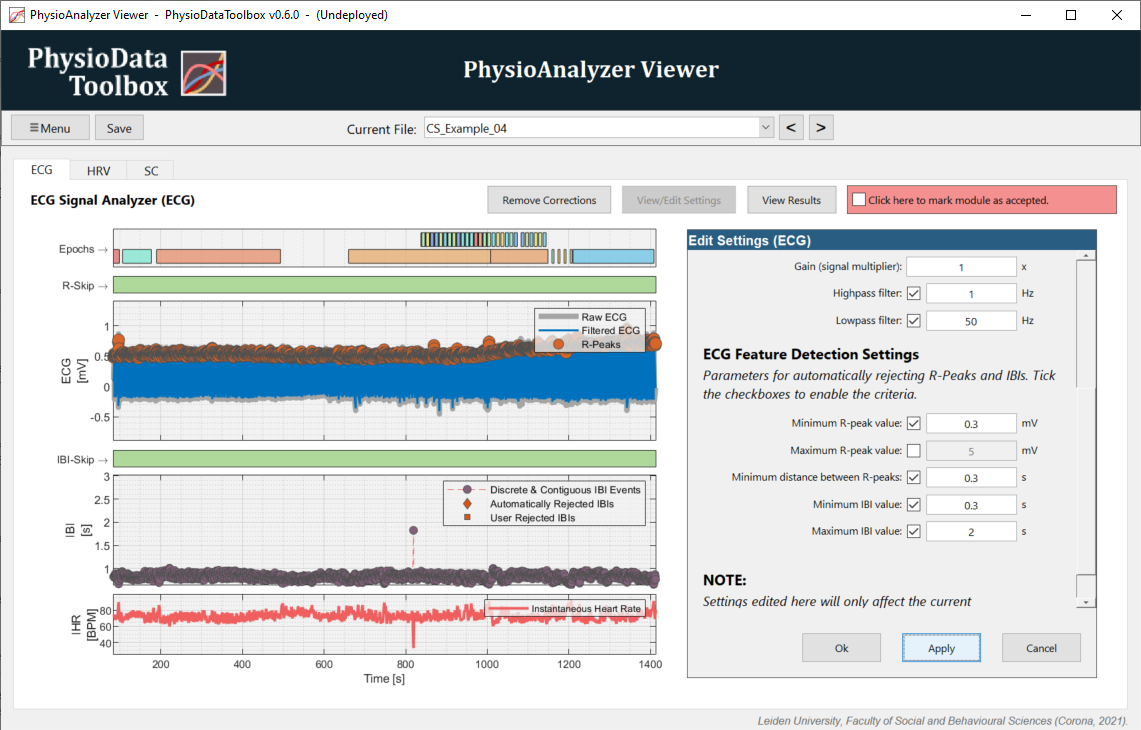 PhysioAnalyzer Viewer - PhysioDataToolbox v0.6.0 - (Undeployed)
PhysioData
Toolbox
PhysioAnalyzer Viewer
≡Menu
Save
Current File:
CS_Example_04
<
>
ECG
HRV
SC
ECG Signal Analyzer (ECG)
Remove Corrections
View/Edit Settings
View Results
Click here to mark module as accepted.
Epochs →
R-Skip →
ECG
[mV]
1
0.5
0
-0.5
Raw ECG
Filtered ECG
R-Peaks
IBI-Skip →
IBI
[s]
3
2.5
2
1.5
1
Discrete & Contiguous IBI Events
Automatically Rejected IBIs
User Rejected IBIs
IHR
[BPM]
80
60
40
Instantaneous Heart Rate
200 400 600 800 1000 1200 1400
Time [s]
Edit Settings (ECG)
Gain (signal multiplier): 1 x
Highpass filter: 1 Hz
Lowpass filter: 50 Hz
ECG Feature Detection Settings
Parameters for automatically rejecting R-Peaks and IBIs. Tick
the checkboxes to enable the criteria.
Minimum R-peak value: 0.3 mV
Maximum R-peak value: 5 mV
Minimum distance between R-peaks: 0.3 s
Minimum IBI value: 0.3 s
Maximum IBI value: 2 s
NOTE:
Settings edited here will only affect the current
Ok
Apply
Cancel
Leiden University, Faculty of Social and Behavioural Sciences (Corona, 2021).